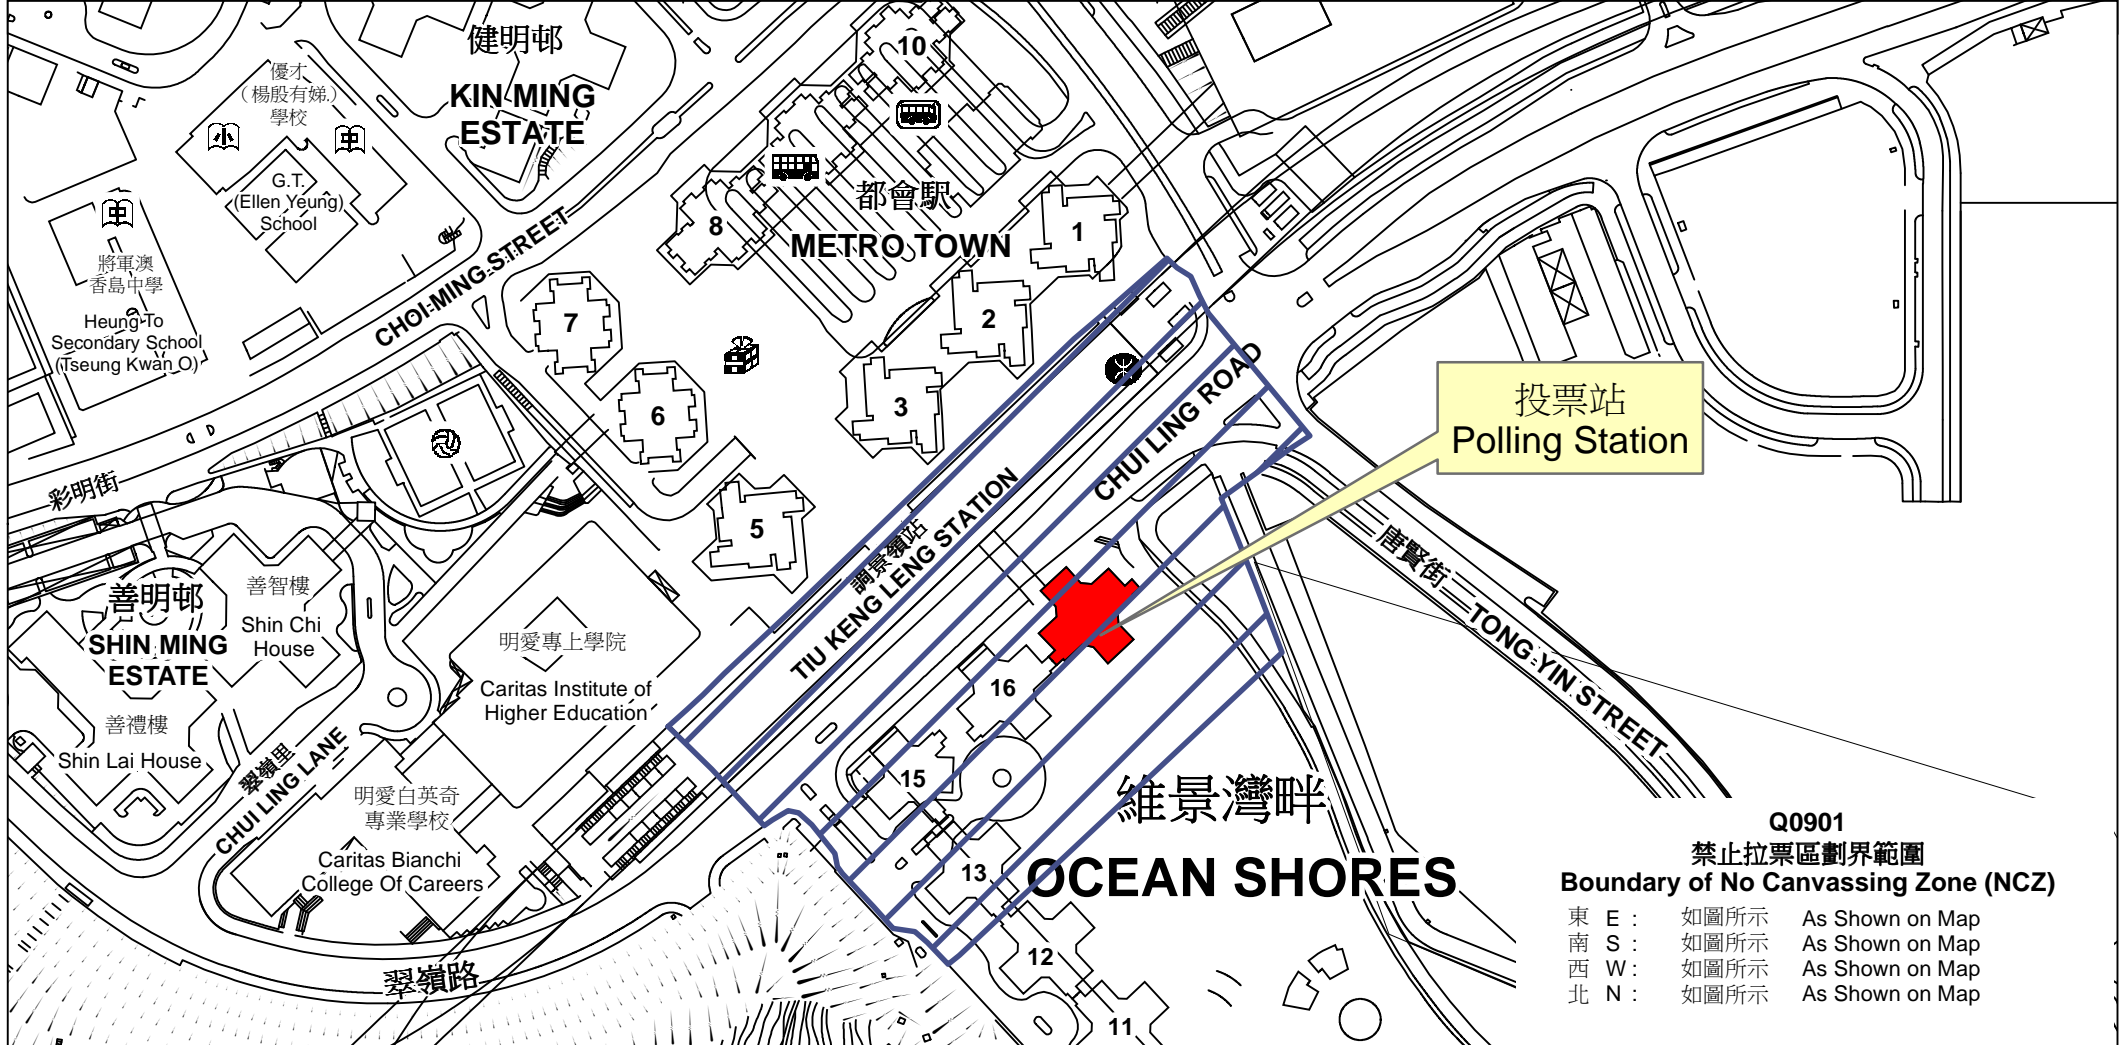 健明邨
KIN MING
ESTATE
優才
（楊殷有娣）
學校
小
中
G.T.
(Ellen Yeung)
School
中
將軍澳
香島中學
Heung To
Secondary School
(Tseung Kwan O)
CHOI MING STREET
彩明街
10
8
都會駅
METRO TOWN
1
2
3
7
6
5
善明邨
SHIN MING
ESTATE
善智樓
Shin Chi
House
善禮樓
Shin Lai House
翠嶺里
CHUI LING LANE
明愛專上學院
Caritas Institute of
Higher Education
明愛白英奇
專業學校
Caritas Bianchi
College Of Careers
翠嶺路
調景嶺站
TIU KENG LENG STATION
CHUI LING ROAD
投票站
Polling Station
唐賢街
TONG YIN STREET
16
15
13
12
11
維景灣畔
OCEAN SHORES
Q0901
禁止拉票區劃界範圍
Boundary of No Canvassing Zone (NCZ)
東 E : 如圖所示 As Shown on Map
南 S : 如圖所示 As Shown on Map
西 W : 如圖所示 As Shown on Map
北 N : 如圖所示 As Shown on Map